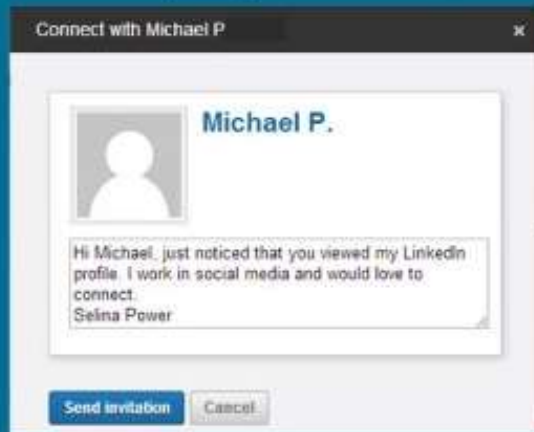 Connect with Michael P
×
Michael P.
Hi Michael, just noticed that you viewed my LinkedIn
profile. I work in social media and would love to
connect.
Selina Power
Send invitation
Cancel